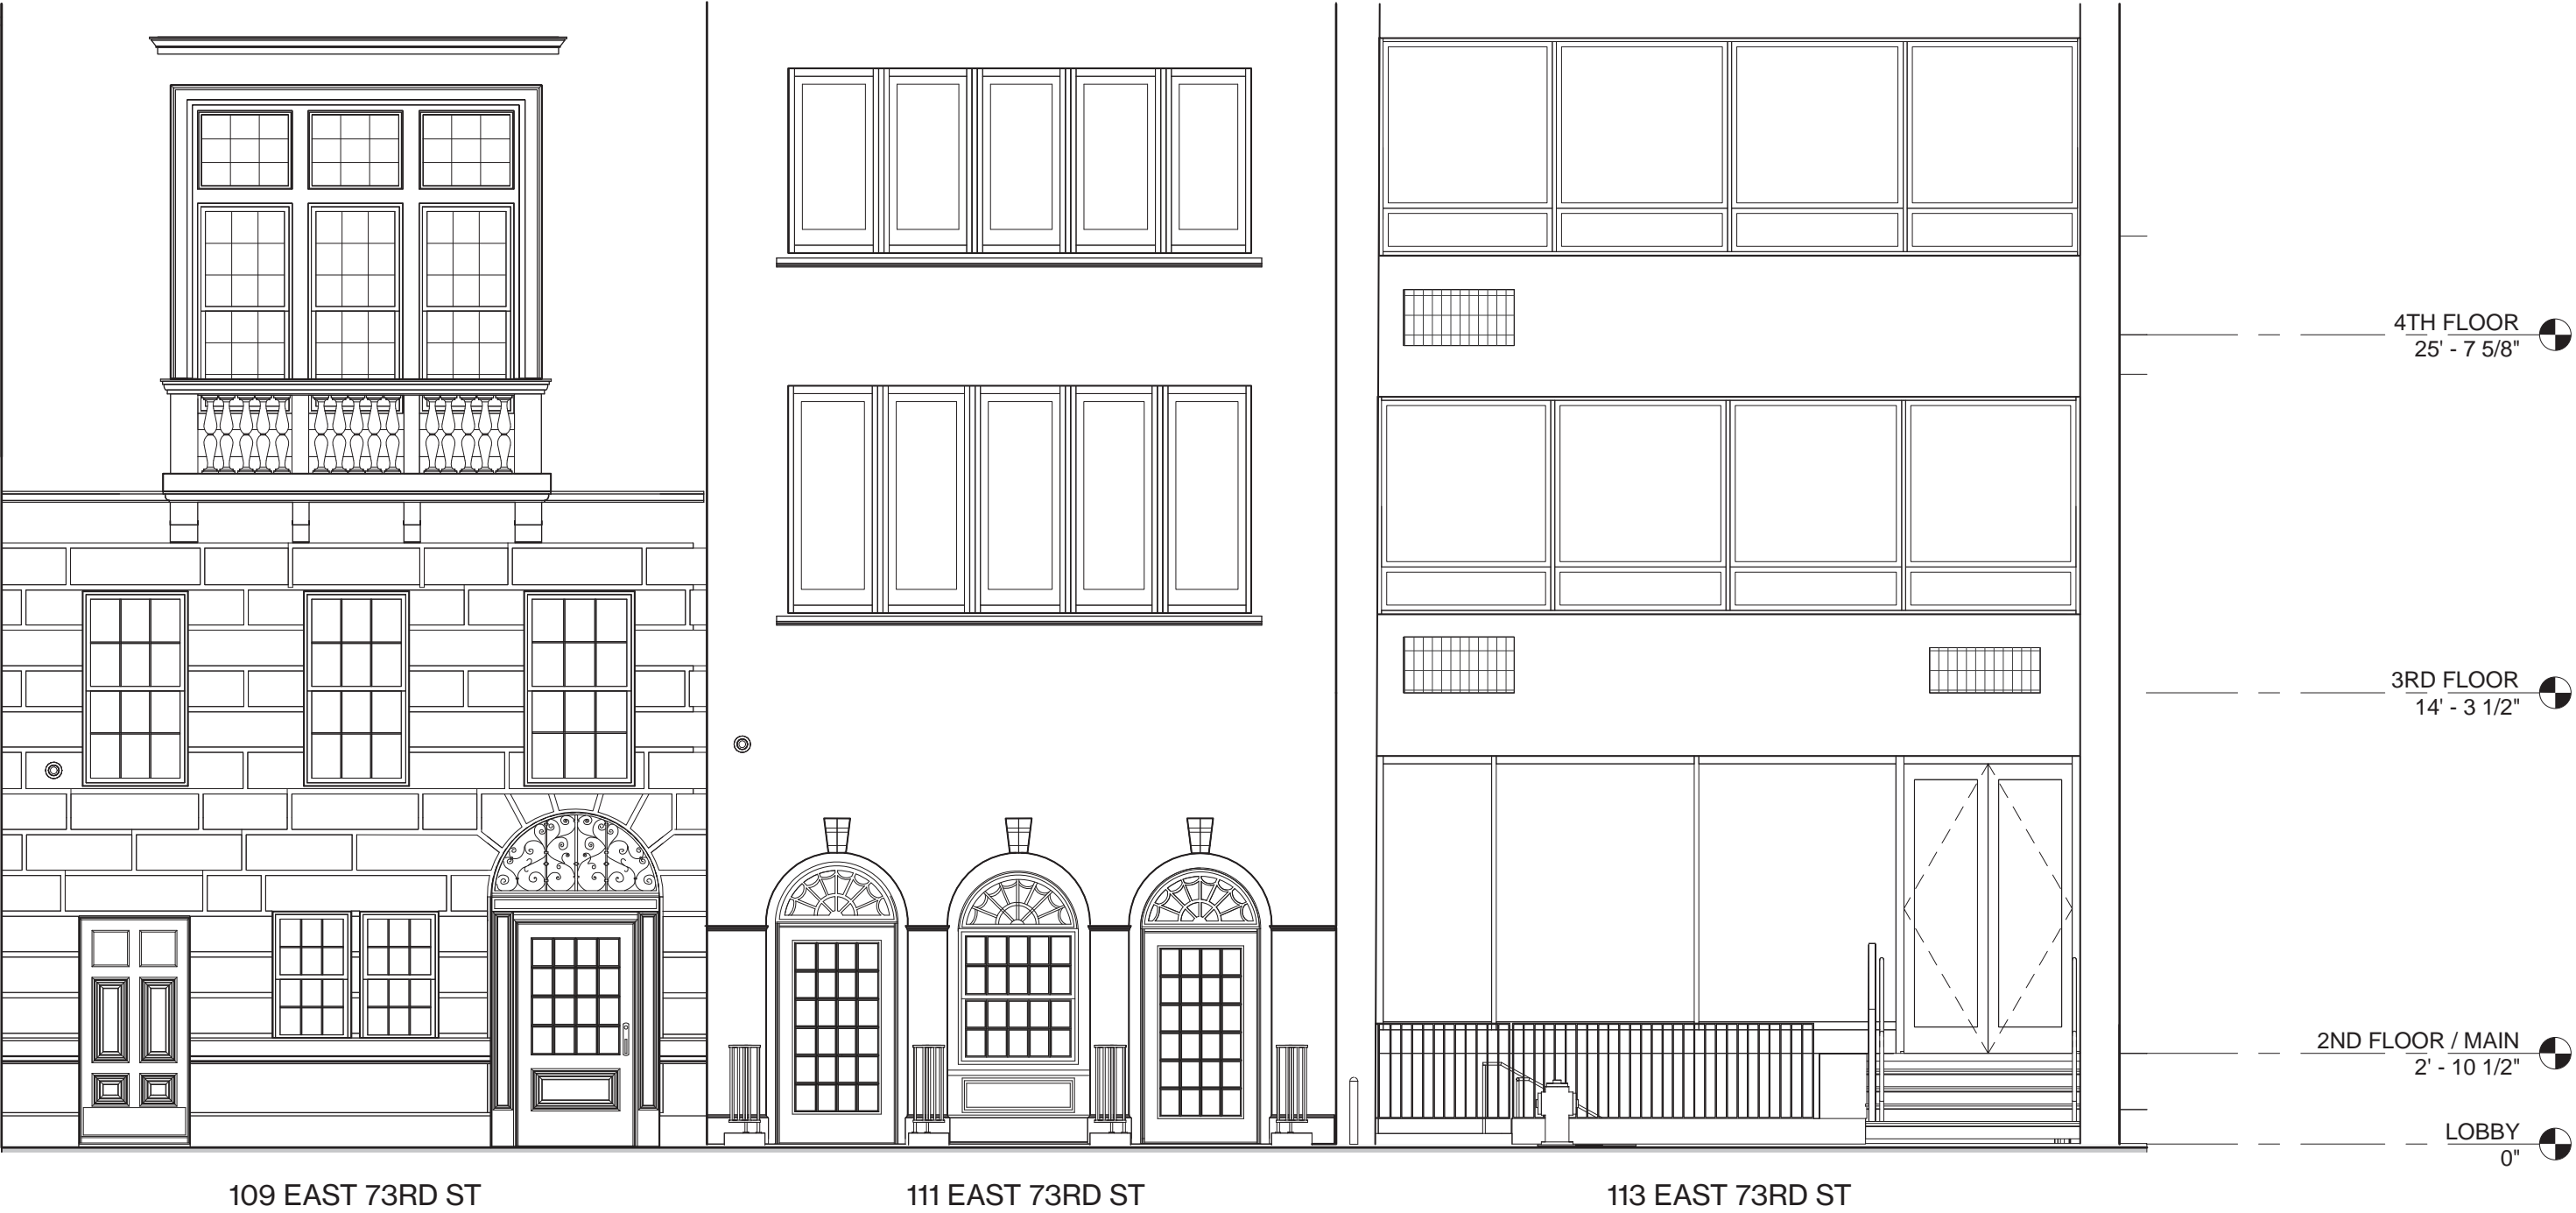 4TH FLOOR
25' - 7 5/8"
3RD FLOOR
14' - 3 1/2"
2ND FLOOR / MAIN
2' - 10 1/2"
LOBBY
0"
109 EAST 73RD ST
111 EAST 73RD ST
113 EAST 73RD ST